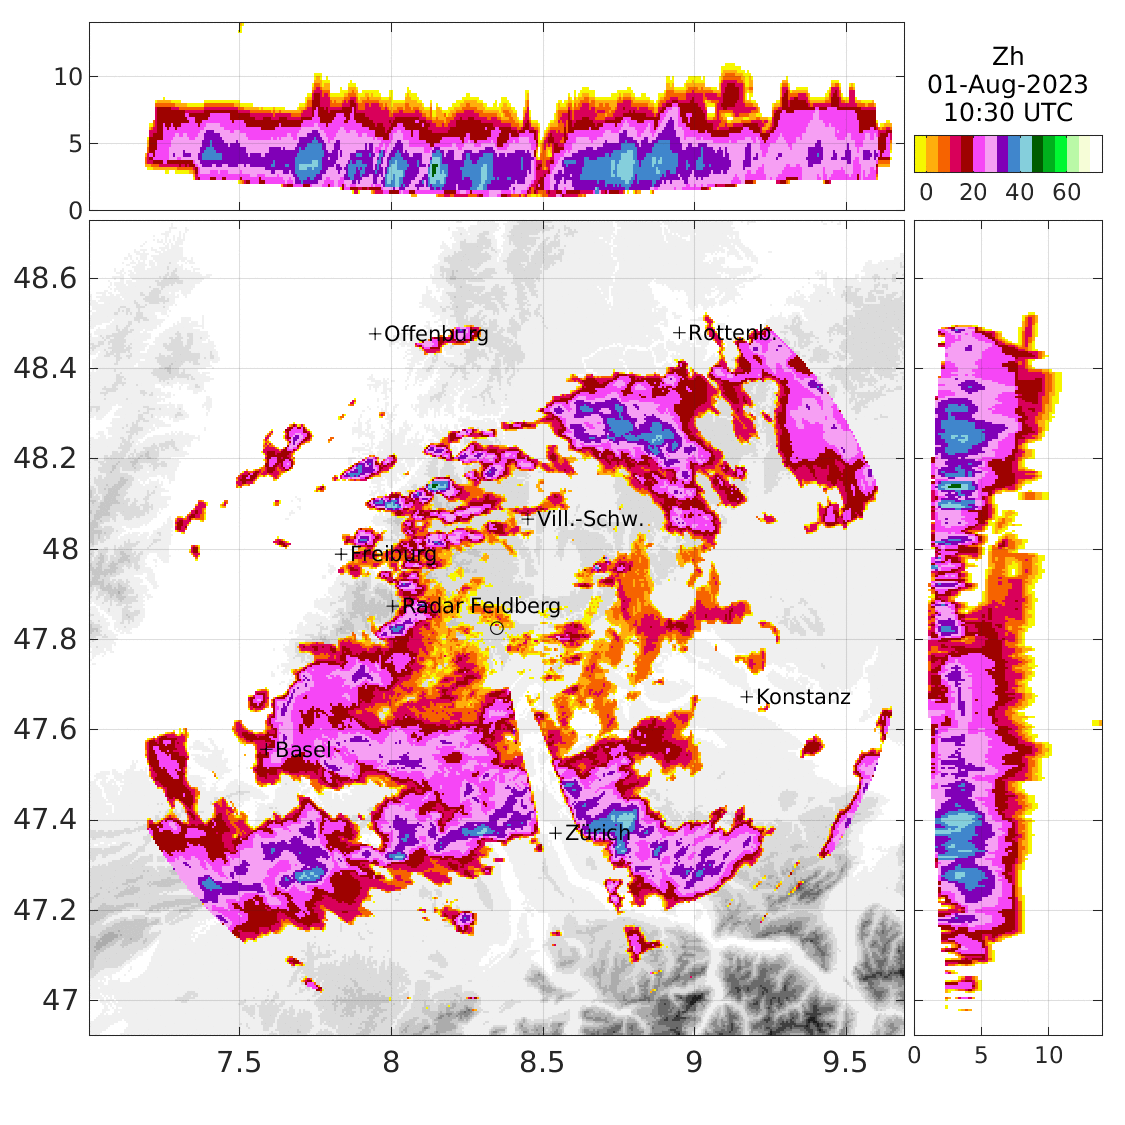 10
5
0
Zh
01-Aug-2023
10:30 UTC
0 20 40 60
48.6
48.4
48.2
48
47.8
47.6
47.4
47.2
47
+Offenburg
+Rottenb.
+Vill.-Schw.
+Freiburg
+Radar Feldberg
+Konstanz
+Basel
+Zürich
7.5 8 8.5 9 9.5
0 5 10